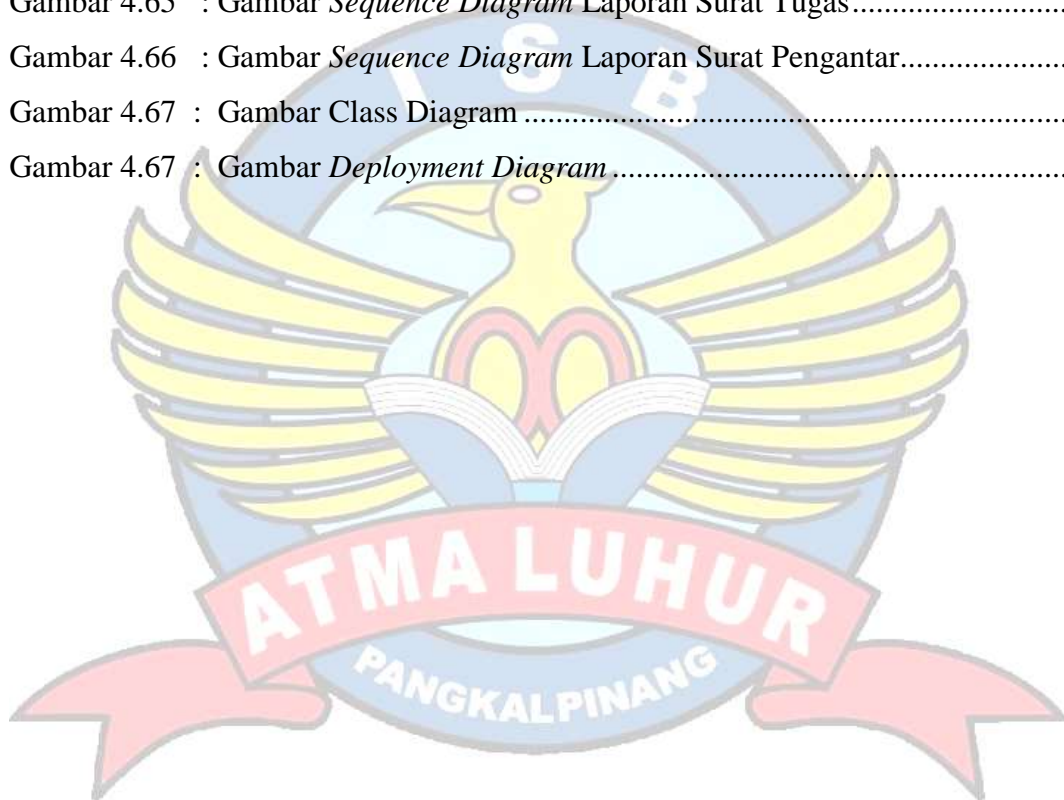 Gambar 4.65 : Gambar Sequence Diagram Laporan Surat Tugas..........................
Gambar 4.66 : Gambar Sequence Diagram Laporan Surat Pengantar....................
Gambar 4.67 : Gambar Class Diagram ....................................................................
Gambar 4.67 : Gambar Deployment Diagram .........................................................
I S B
ATMA LUHUR
PANGKALPINANG